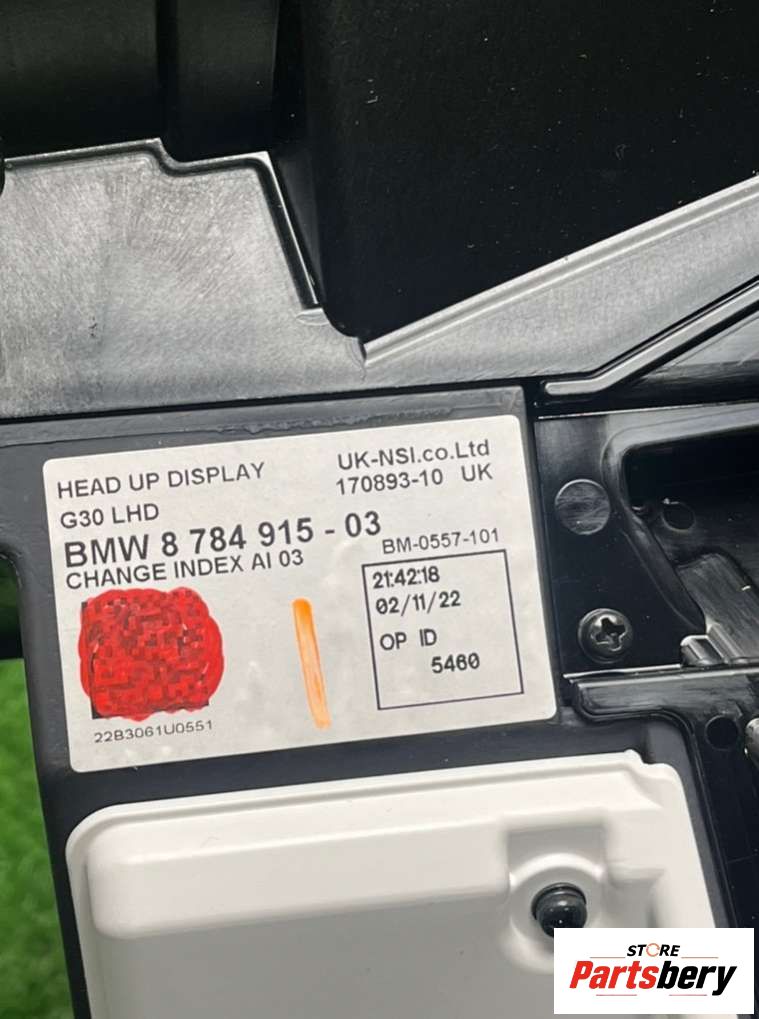 HEAD UP DISPLAY
UK-NSI.co.Ltd
G30 LHD
170893-10 UK
BMW 8 784 915 - 03
CHANGE INDEX AI 03
BM-0557-101
21:42:18
02/11/22
OP ID
5460
22B3061U0551
STORE
Partsbery